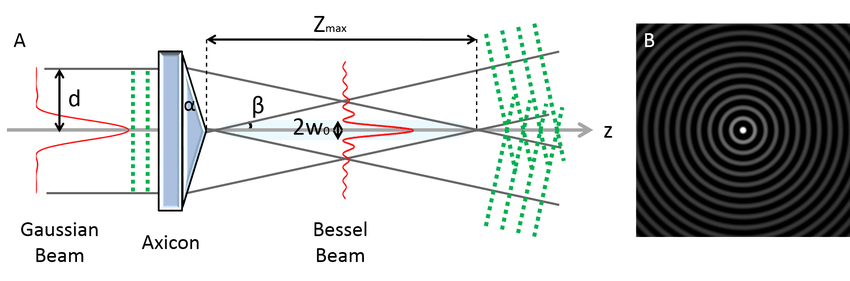 A
Zmax
B
d
α
β
2w₀
z
Gaussian
Beam
Axicon
Bessel
Beam